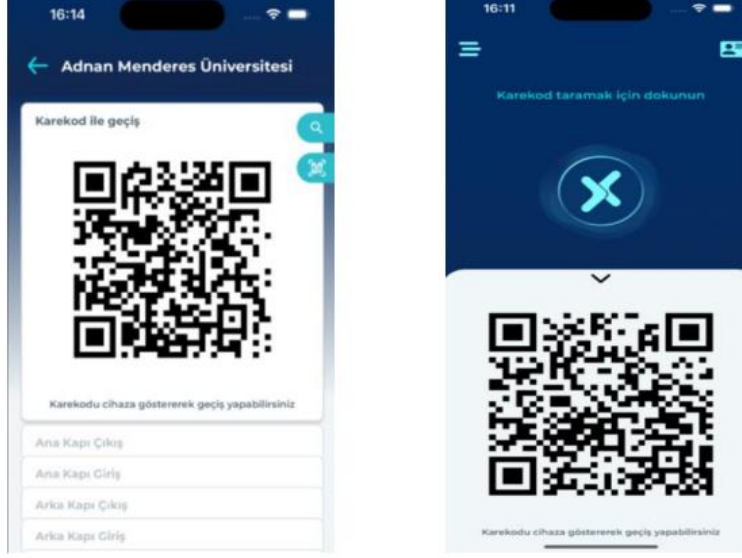 16:14
Adnan Menderes Üniversitesi
Karekod ile geçiş
Karekodu cihaza göstererek geçiş yapabilirsiniz
Ana Kapı Çıkış
Ana Kapı Giriş
Arka Kapı Çıkış
Arka Kapı Giriş
16:11
Karekod taramak için dokunun
Karekodu cihaza göstererek geçiş yapabilirsiniz